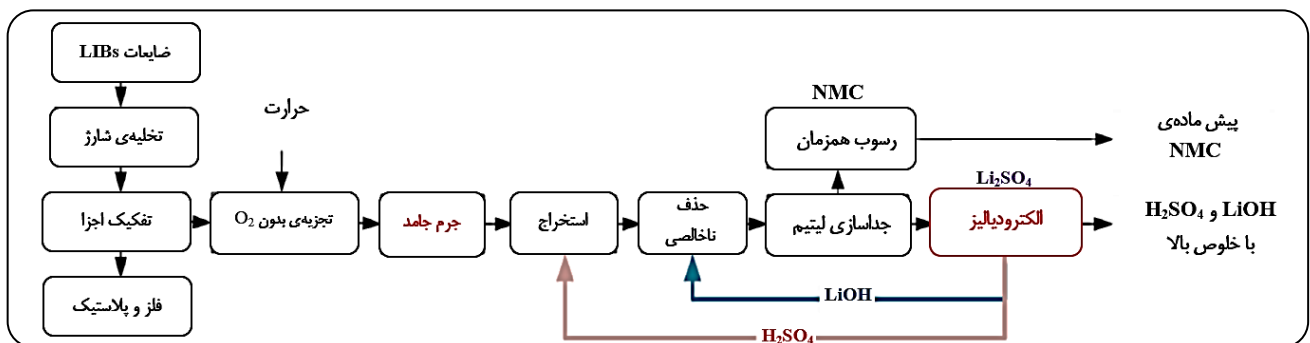 ضایعات LIBs
تخلیه‌ی شارژ
تفکیک اجزا
فلز و پلاستیک
حرارت
تجزیه‌ی بدون O₂
جرم جامد
استخراج
حذف
ناخالصی
جداسازی لیتیم
NMC
رسوب همزمان
پیش ماده‌ی
NMC
Li₂SO₄
الکترودیالیز
LiOH و H₂SO₄
با خلوص بالا
LiOH
H₂SO₄